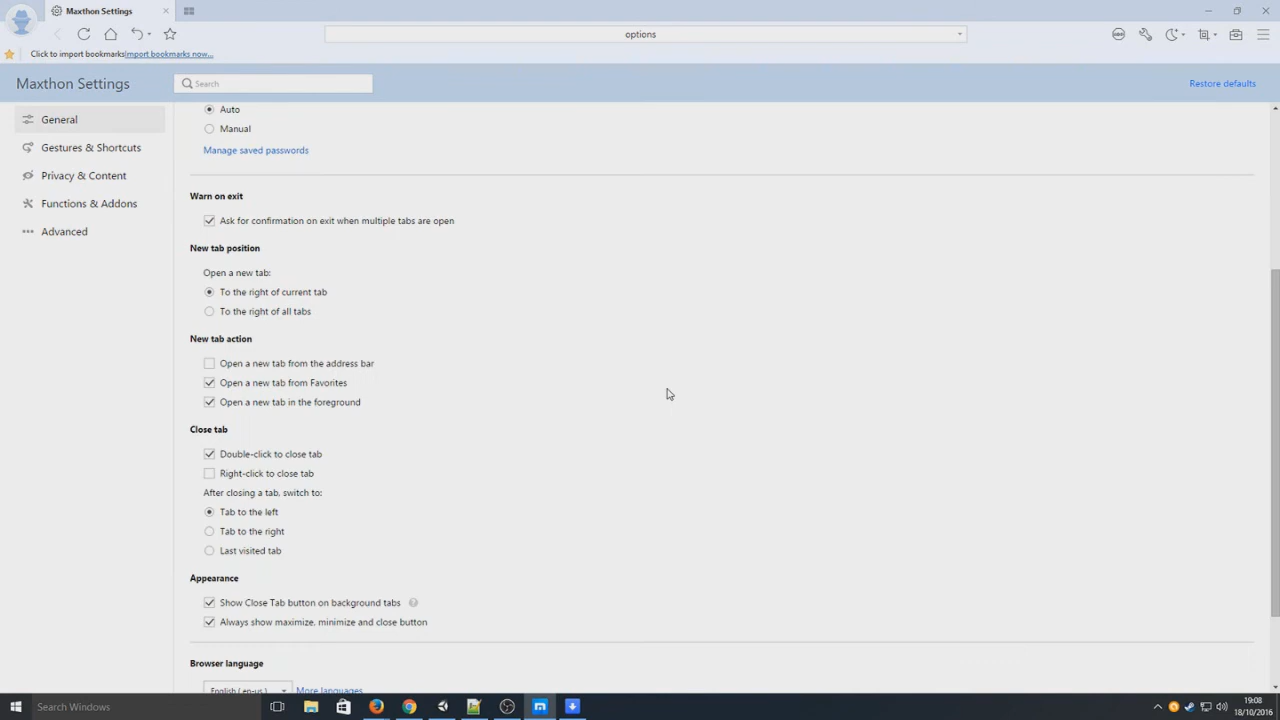 Maxthon Settings
options
Click to import bookmarksImport bookmarks now...
Maxthon Settings
Search
Restore defaults
General
Gestures & Shortcuts
Privacy & Content
Functions & Addons
Advanced
Auto
Manual
Manage saved passwords
Warn on exit
Ask for confirmation on exit when multiple tabs are open
New tab position
Open a new tab:
To the right of current tab
To the right of all tabs
New tab action
Open a new tab from the address bar
Open a new tab from Favorites
Open a new tab in the foreground
Close tab
Double-click to close tab
Right-click to close tab
After closing a tab, switch to:
Tab to the left
Tab to the right
Last visited tab
Appearance
Show Close Tab button on background tabs
Always show maximize, minimize and close button
Browser language
English ( en-us ) More languages
Search Windows
19:08
18/10/2016